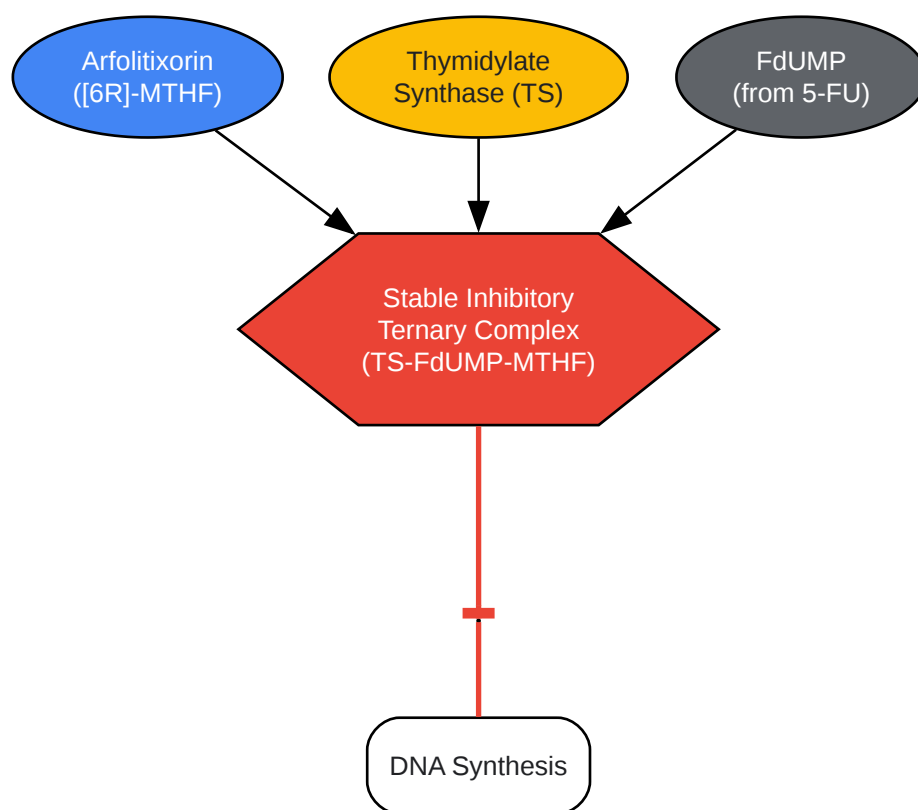 Arfolitixorin
([6R]-MTHF)
Thymidylate
Synthase (TS)
FdUMP
(from 5-FU)
Stable Inhibitory
Ternary Complex
(TS-FdUMP-MTHF)
DNA Synthesis